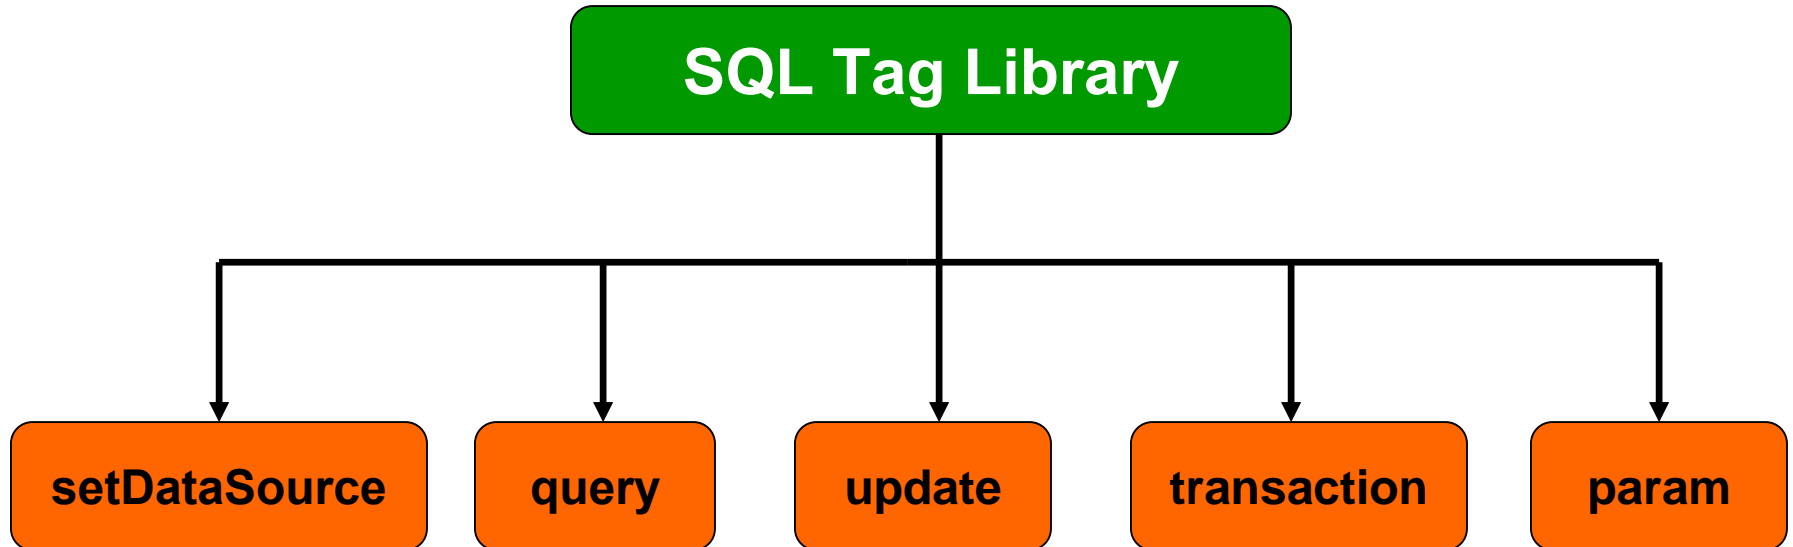 SQL Tag Library
setDataSource
query
update
transaction
param